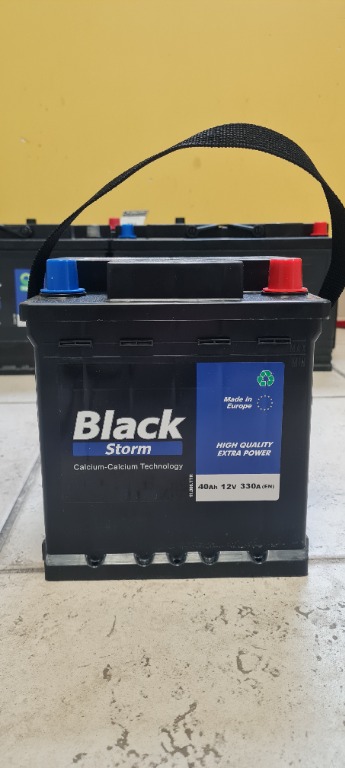 Made in
Europe
Black
Storm
Calcium-Calcium Technology
HIGH QUALITY
EXTRA POWER
40Ah 12V 330A(EN)